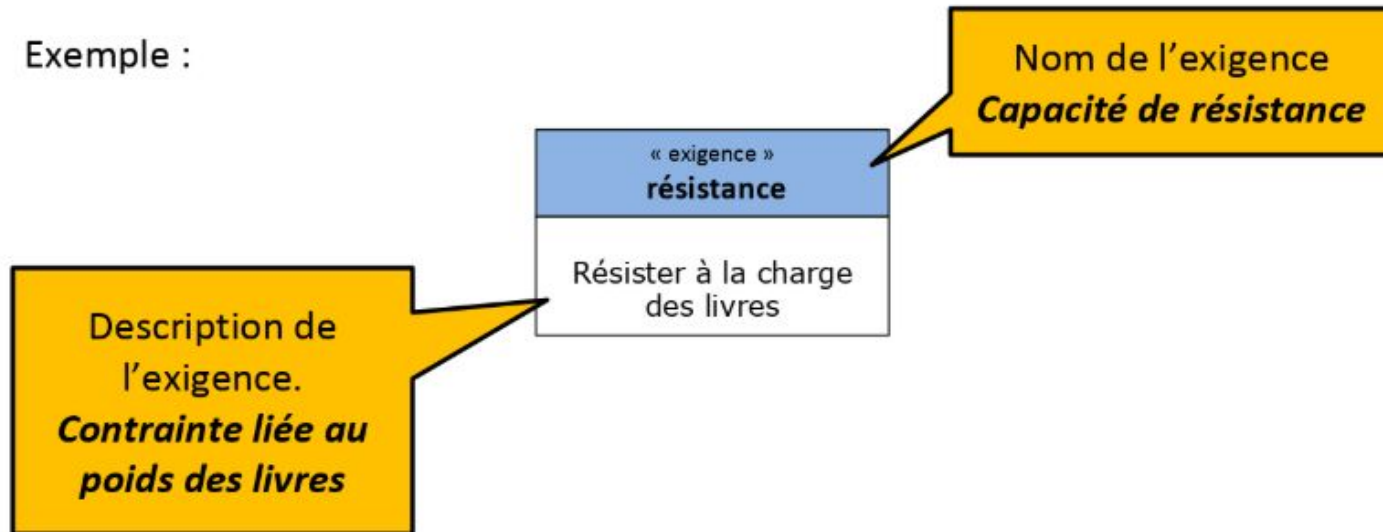 Exemple :
Nom de l'exigence
Capacité de résistance
« exigence »
résistance
Résister à la charge
des livres
Description de
l'exigence.
Contrainte liée au
poids des livres